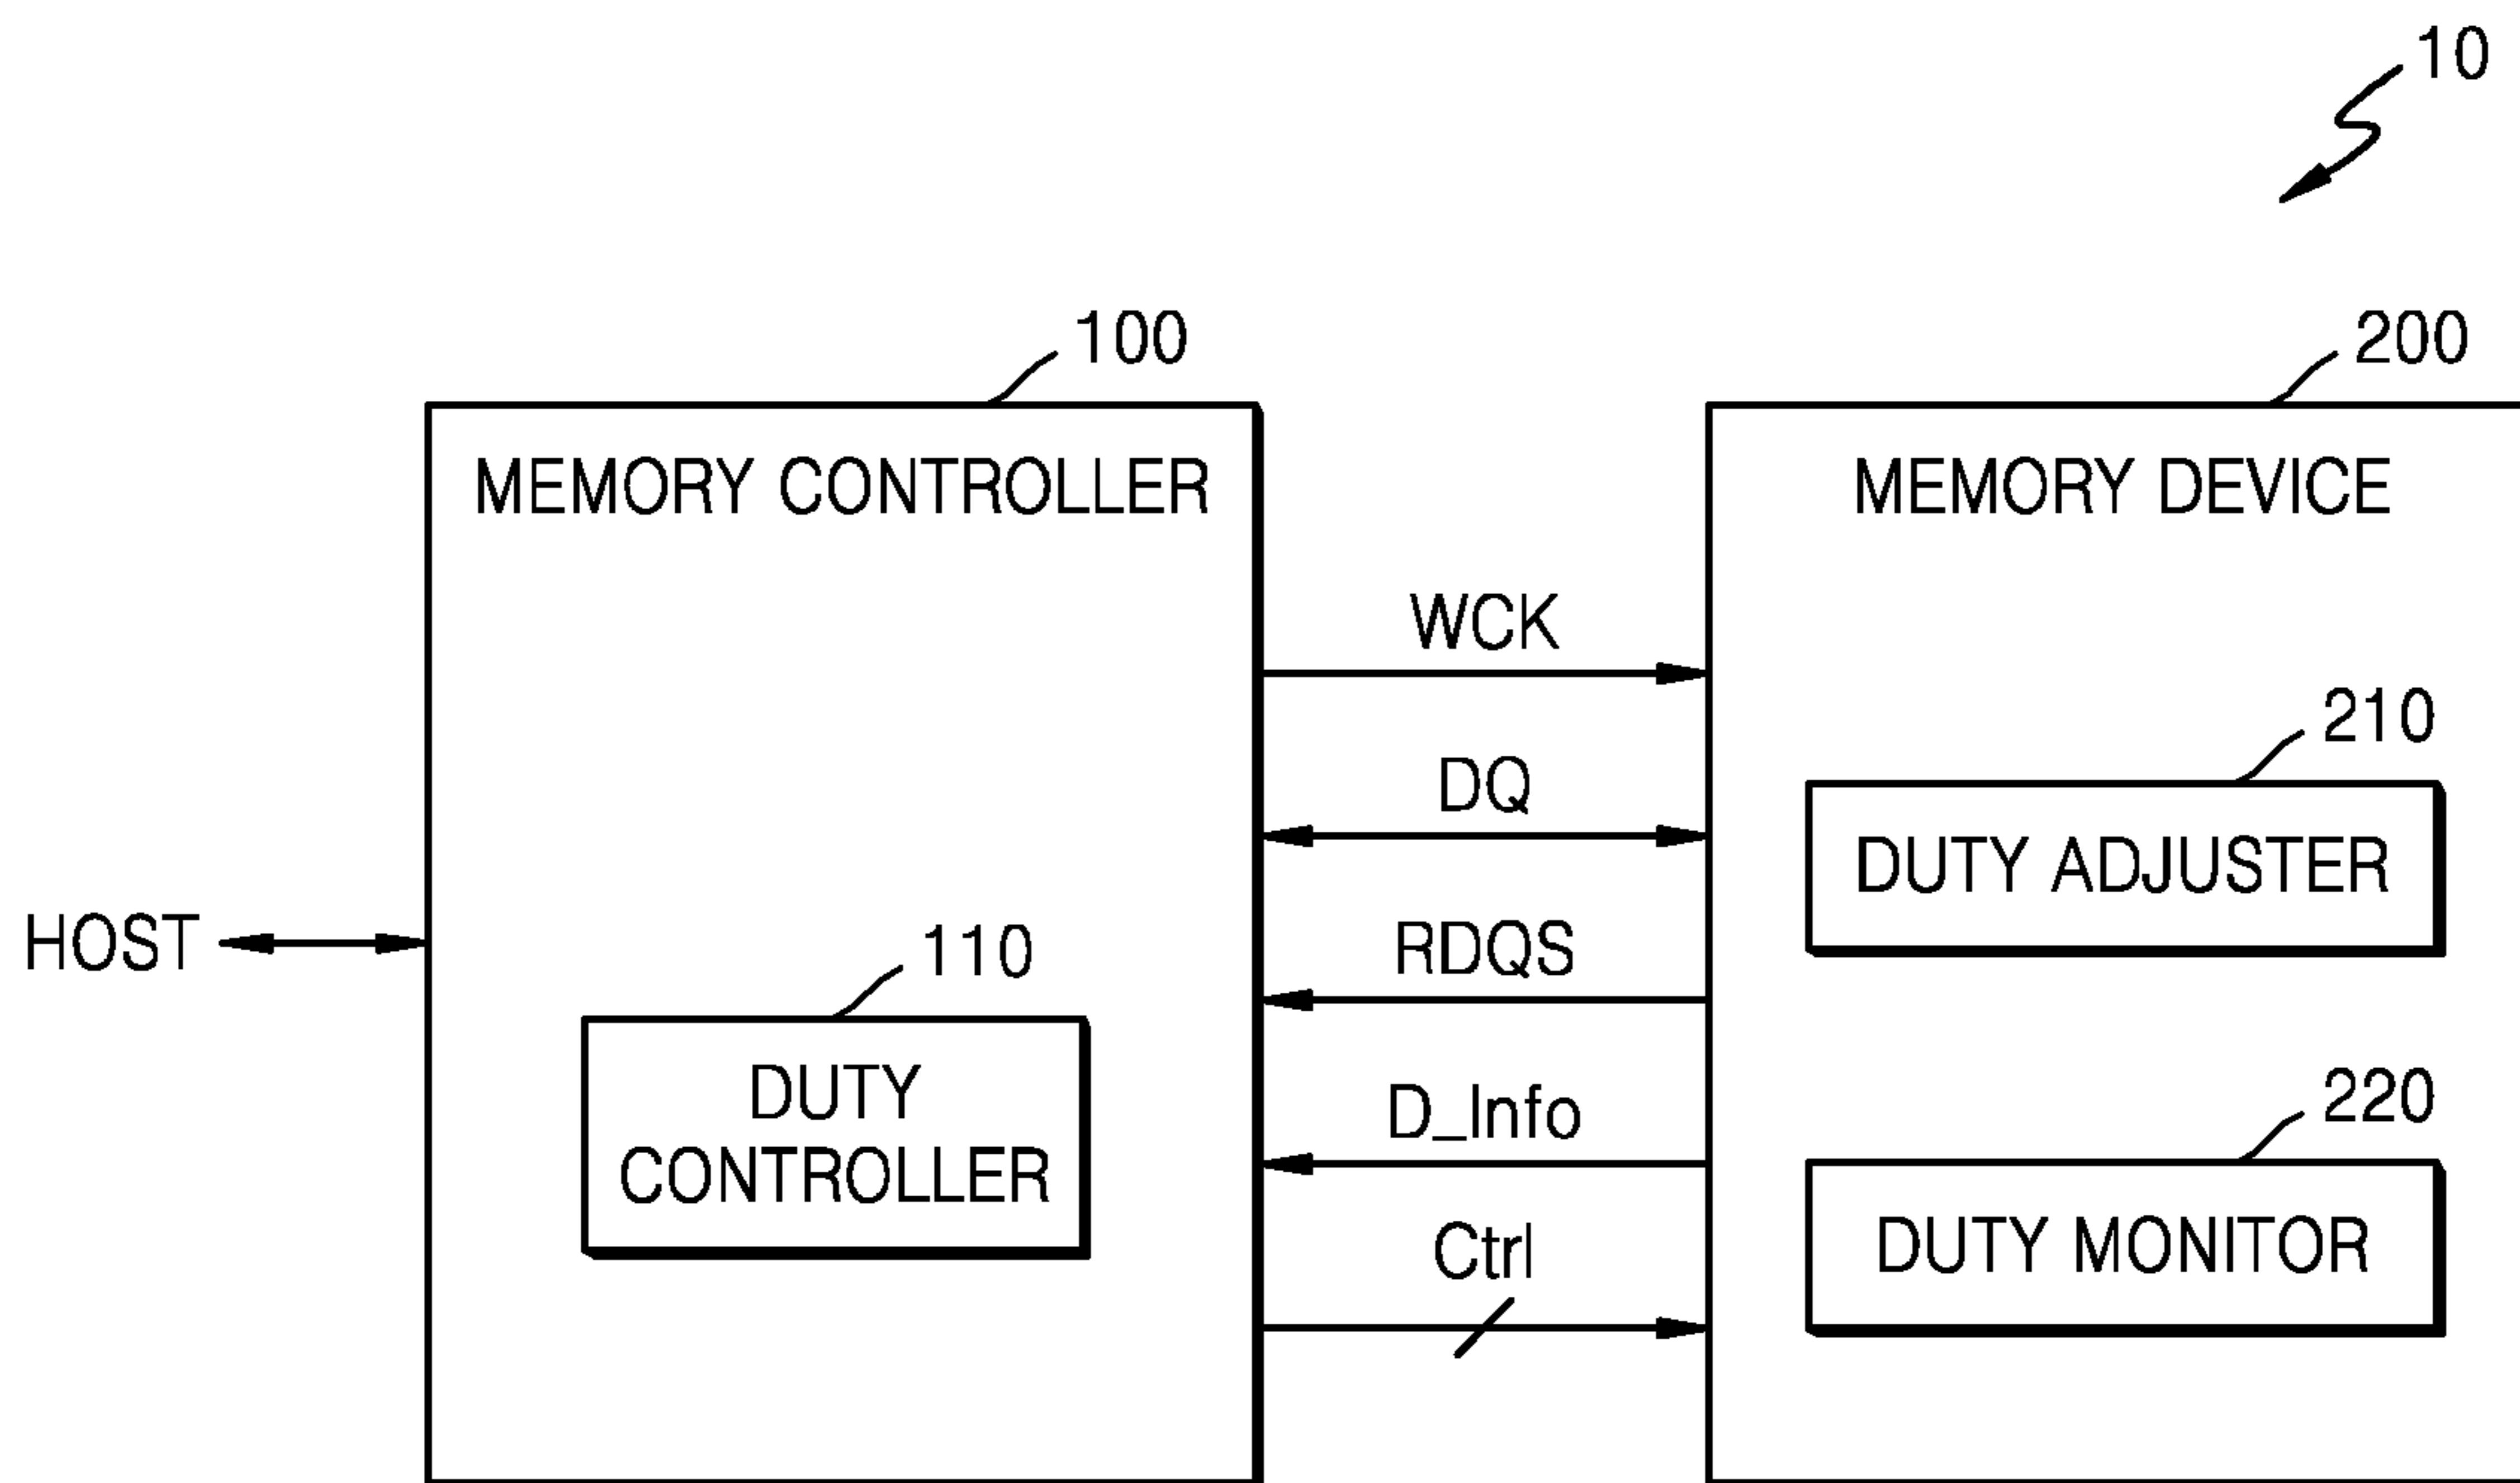 10
100
200
MEMORY CONTROLLER
MEMORY DEVICE
WCK
210
DQ
DUTY ADJUSTER
HOST
110
RDQS
DUTY
CONTROLLER
D_Info
220
Ctrl
DUTY MONITOR